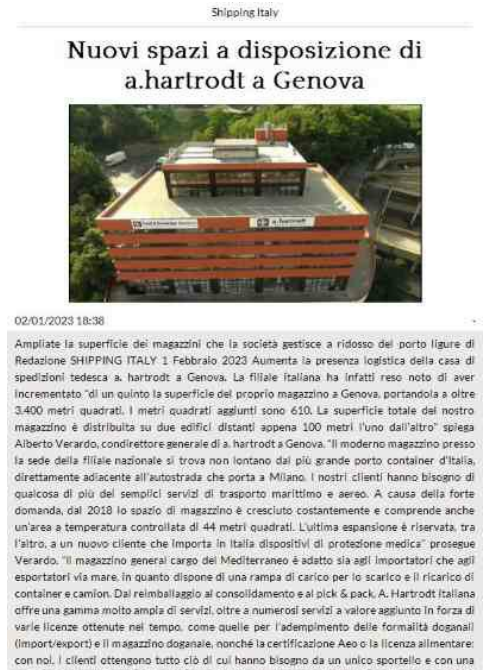 Shipping Italy
Nuovi spazi a disposizione di
a.hartrodt a Genova
a. hartrodt
02/01/2023 18:38
Ampliate la superficie dei magazzini che la società gestisce a ridosso del porto ligure di
Redazione SHIPPING ITALY 1 Febbraio 2023 Aumenta la presenza logistica della casa di
spedizioni tedesca a. hartrodt a Genova. La filiale italiana ha infatti reso noto di aver
incrementato "di un quinto la superficie del proprio magazzino a Genova, portandola a oltre
3.400 metri quadrati. I metri quadrati aggiunti sono 610. La superficie totale del nostro
magazzino è distribuita su due edifici distanti appena 100 metri l'uno dall'altro" spiega
Alberto Verardo, condirettore generale di a. hartrodt a Genova. "Il moderno magazzino presso
la sede della filiale nazionale si trova non lontano dal più grande porto container d'Italia,
direttamente adiacente all'autostrada che porta a Milano. I nostri clienti hanno bisogno di
qualcosa di più dei semplici servizi di trasporto marittimo e aereo. A causa della forte
domanda, dal 2018 lo spazio di magazzino è cresciuto costantemente e comprende anche
un'area a temperatura controllata di 44 metri quadrati. L'ultima espansione è riservata, tra
l'altro, a un nuovo cliente che importa in Italia dispositivi di protezione medica" prosegue
Verardo. "Il magazzino general cargo del Mediterraneo è adatto sia agli importatori che agli
esportatori via mare, in quanto dispone di una rampa di carico per lo scarico e il ricarico di
container e camion. Dal reimballaggio al consolidamento e al pick & pack, A. Hartrodt italiana
offre una gamma molto ampia di servizi, oltre a numerosi servizi a valore aggiunto in forza di
varie licenze ottenute nel tempo, come quelle per l'adempimento delle formalità doganali
(import/export) e il magazzino doganale, nonché la certificazione Aeo o la licenza alimentare:
con noi, i clienti ottengono tutto ciò di cui hanno bisogno da un unico sportello e con una